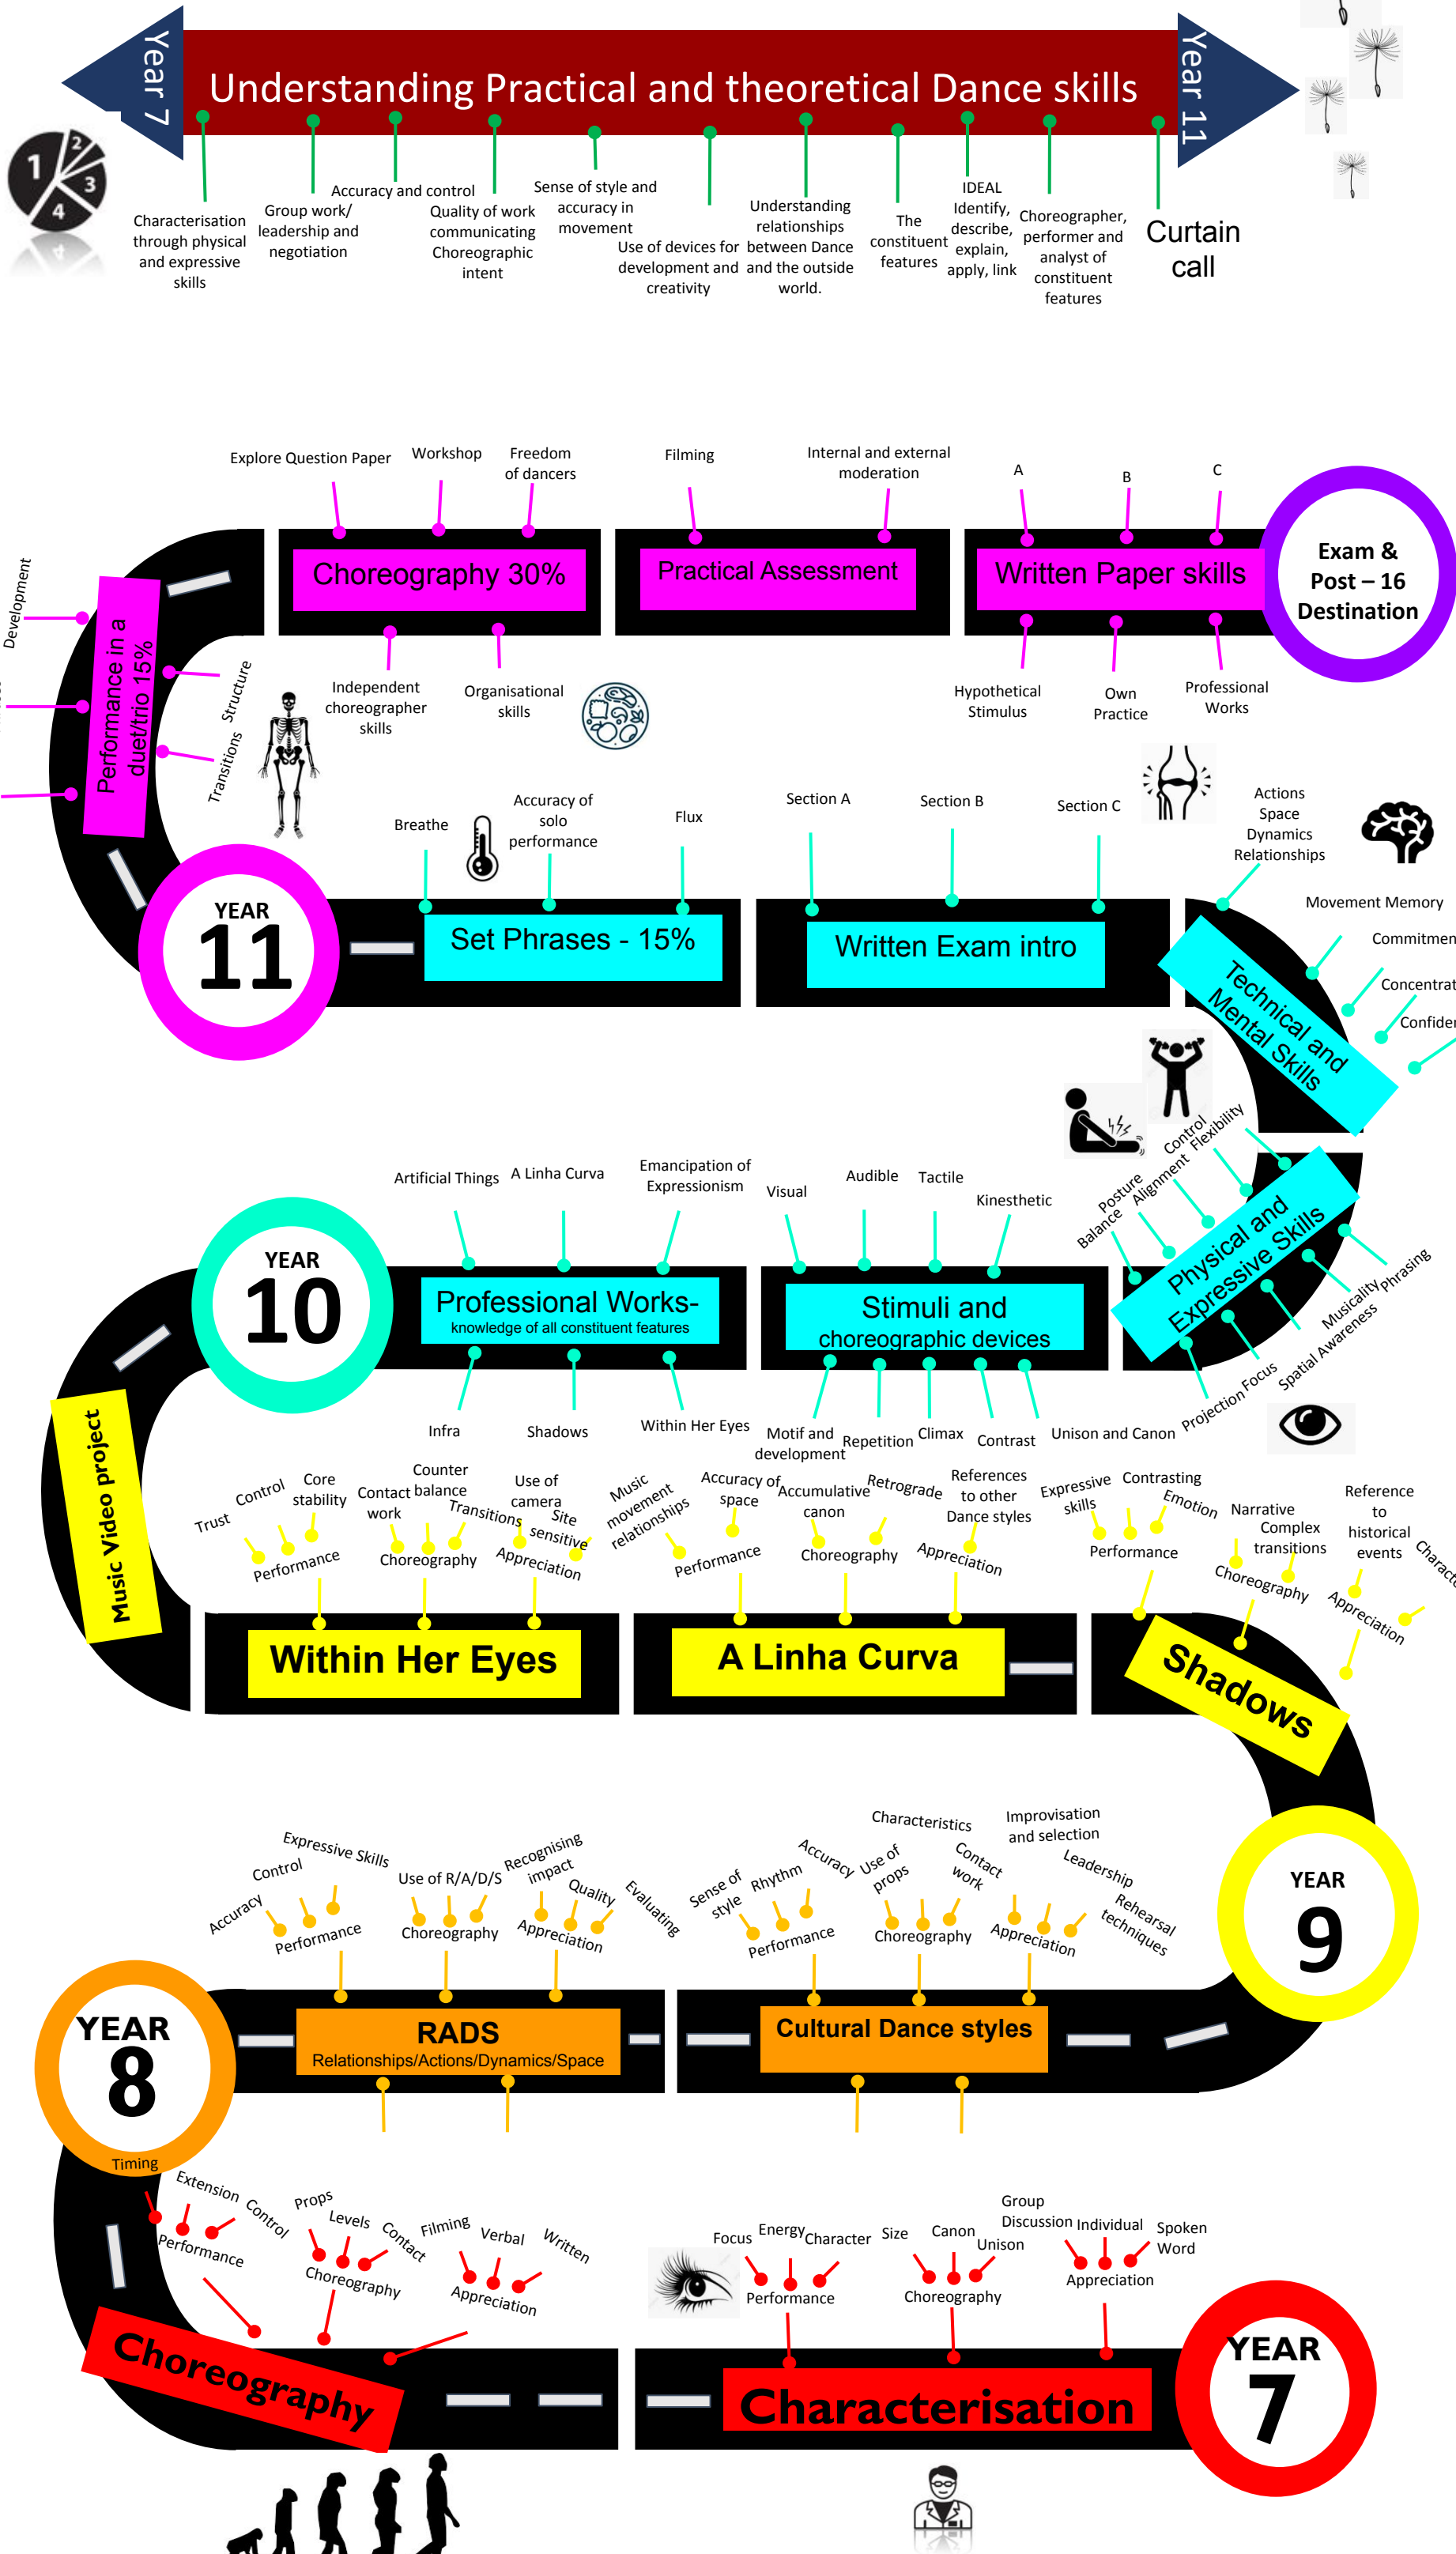 Year 7
Understanding Practical and theoretical Dance skills
Year 11
1
2
3
4
Characterisation
through physical
and expressive
skills
Group work/
leadership and
negotiation
Accuracy and control
Quality of work
communicating
Choreographic
intent
Sense of style and
accuracy in
movement
Use of devices for
development and
creativity
Understanding
relationships
between Dance
and the outside
world.
The
constituent
features
IDEAL
Identify,
describe,
explain,
apply, link
Choreographer,
performer and
analyst of
constituent
features
Curtain
call
Explore Question Paper
Workshop
Freedom
of dancers
Filming
Internal and external
moderation
A
B
C
Choreography 30%
Practical Assessment
Written Paper skills
Exam &
Post – 16
Destination
Development
Performance in a
duet/trio 15%
Structure
Transitions
Independent
choreographer
skills
Organisational
skills
Hypothetical
Stimulus
Own
Practice
Professional
Works
Breathe
Accuracy of
solo
performance
Flux
Section A
Section B
Section C
Actions
Space
Dynamics
Relationships
Movement Memory
Commitmen
Concentrat
Confider
YEAR
11
Set Phrases - 15%
Written Exam intro
Technical and
Mental Skills
Artificial Things
A Linha Curva
Emancipation of
Expressionism
Visual
Audible
Tactile
Kinesthetic
Balance
Posture
Alignment
Control
Flexibility
YEAR
10
Professional Works-
knowledge of all constituent features
Stimuli and
choreographic devices
Physical and
Expressive Skills
Infra
Shadows
Within Her Eyes
Motif and
development
Repetition
Climax
Contrast
Unison and Canon
Projection
Focus
Spatial Awareness
Musicality
Phrasing
Music Video project
Trust
Control
Core
stability
Performance
Contact
work
Counter
balance
Transitions
Choreography
Use of
camera
Site
sensitive
Appreciation
Music
movement
relationships
Accuracy of
space
Performance
Accumulative
canon
Retrograde
Choreography
References
to other
Dance styles
Appreciation
Expressive
skills
Contrasting
Emotion
Performance
Narrative
Complex
transitions
Choreography
Reference
to
historical
events
Appreciation
Within Her Eyes
A Linha Curva
Shadows
Accuracy
Control
Expressive Skills
Performance
Use of R/A/D/S
Choreography
Recognising
impact
Quality
Evaluating
Appreciation
Sense of
style
Rhythm
Accuracy
Performance
Use of
props
Characteristics
Contact
work
Choreography
Improvisation
and selection
Leadership
Rehearsal
techniques
Appreciation
YEAR
9
YEAR
8
RADS
Relationships/Actions/Dynamics/Space
Cultural Dance styles
Timing
Extension
Control
Performance
Props
Levels
Contact
Choreography
Filming
Verbal
Written
Appreciation
Focus
Energy
Character
Performance
Size
Canon
Unison
Choreography
Group
Discussion
Individual
Spoken
Word
Appreciation
Choreography
Characterisation
YEAR
7